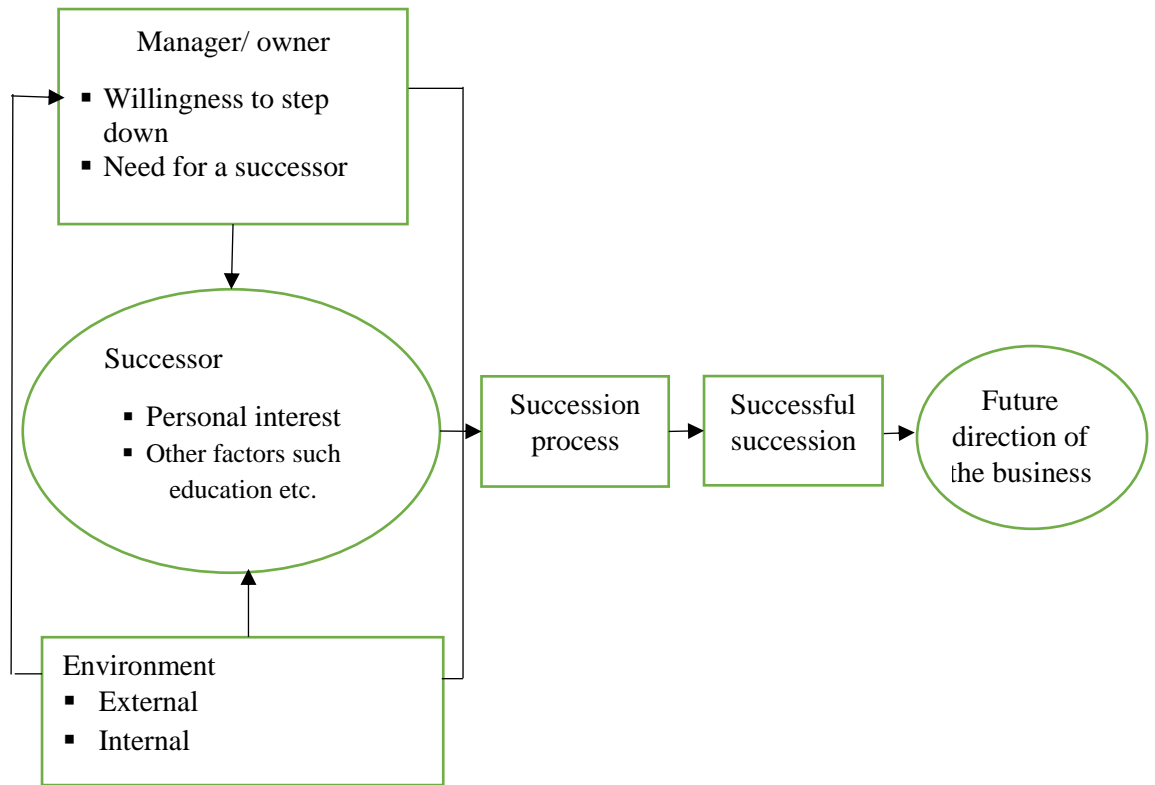 Manager/ owner
▪ Willingness to step
down
▪ Need for a successor
Successor
▪ Personal interest
▪ Other factors such
education etc.
Succession
process
Successful
succession
Future
direction of
the business
Environment
▪ External
▪ Internal